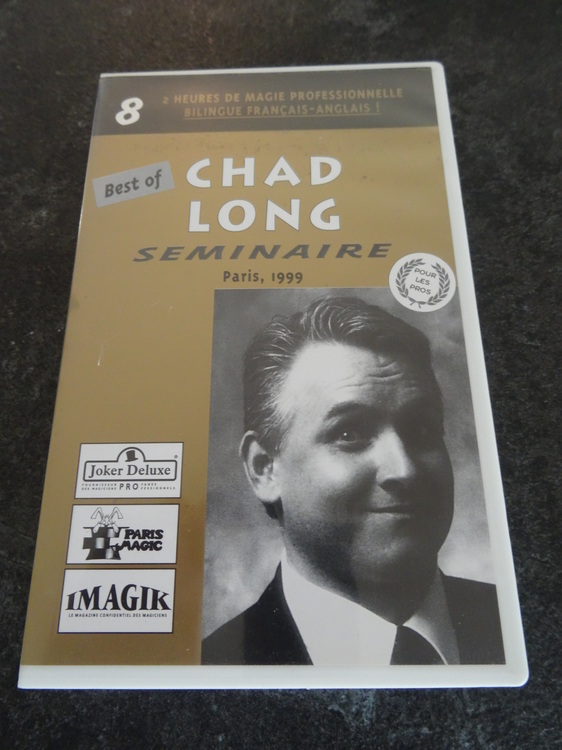 8
2 HEURES DE MAGIE PROFESSIONNELLE
BILINGUE FRANÇAIS-ANGLAIS !
Best of
CHAD
LONG
SEMINAIRE
Paris, 1999
POUR
LES
PROS
Joker Deluxe
PRO
PARIS
MAGIC
IMAGIK
LE MAGAZINE CONFIDENTIEL DES MAGICIENS